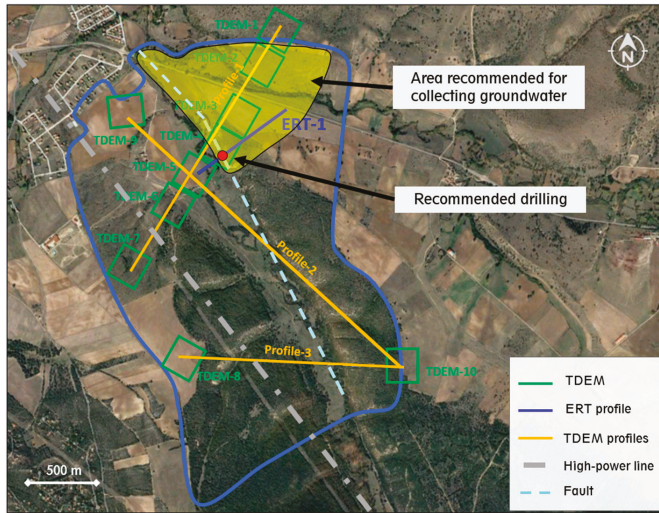 TDEM-1
TDEM-2
Profile-1
TDEM-3
ERT-1
TDEM-5
TDEM-7
Profile-2
Profile-3
TDEM-8
TDEM-10
N
Area recommended for
collecting groundwater
Recommended drilling
TDEM
ERT profile
TDEM profiles
High-power line
Fault
500 m